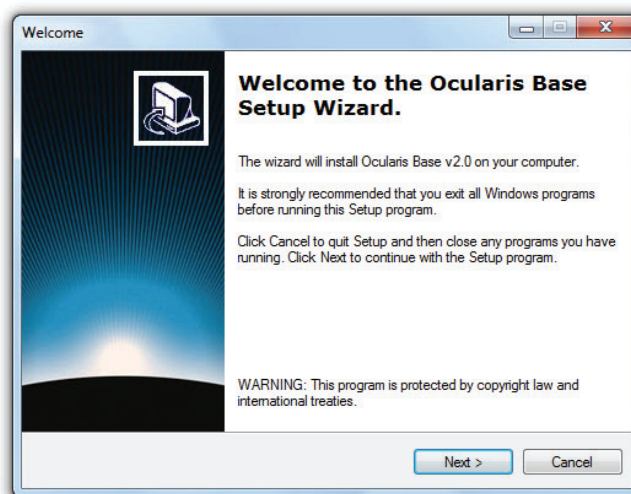 Welcome
Welcome to the Ocularis Base
Setup Wizard.
The wizard will install Ocularis Base v2.0 on your computer.
It is strongly recommended that you exit all Windows programs
before running this Setup program.
Click Cancel to quit Setup and then close any programs you have
running. Click Next to continue with the Setup program.
WARNING: This program is protected by copyright law and
international treaties.
Next >
Cancel